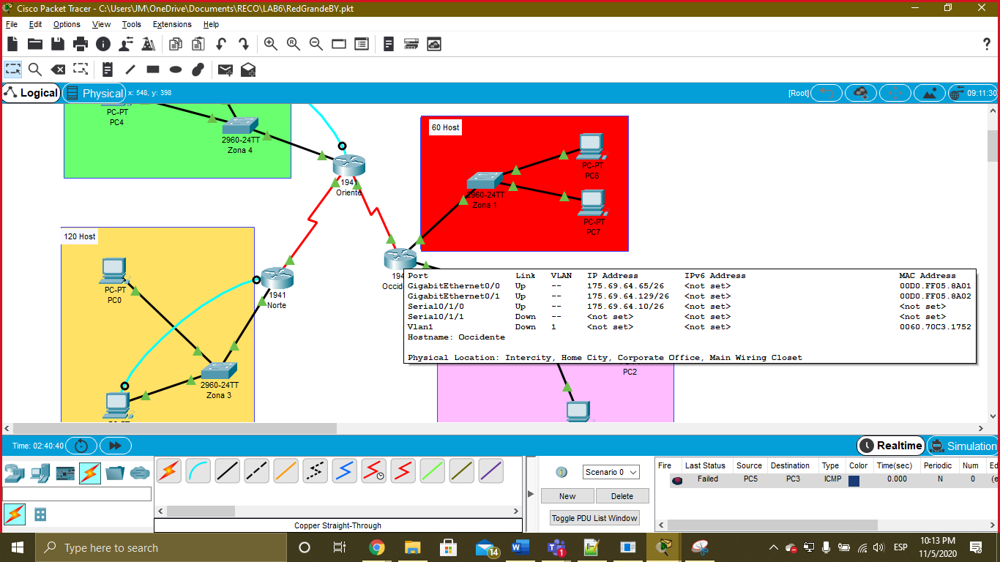 Cisco Packet Tracer - C:\Users\JM\OneDrive\Documents\RECO\LAB6\RedGrandeBY.pkt
File Edit Options View Tools Extensions Help
Logical Physical x: 548, y: 398 [Root] 09:11:30
PC-PT
PC4
2960-24TT
Zona 4
1941
Oriente
60 Host
PC-PT
PC6
2960-24TT
Zona 1
PC-PT
PC7
120 Host
PC-PT
PC0
1941
Norte
2960-24TT
Zona 3
194
Occid
Port Link VLAN IP Address IPv6 Address MAC Address
GigabitEthernet0/0 Up -- 175.69.64.65/26 <not set> 00D0.FF05.8A01
GigabitEthernet0/1 Up -- 175.69.64.129/26 <not set> 00D0.FF05.8A02
Serial0/1/0 Up -- 175.69.64.10/26 <not set> <not set>
Serial0/1/1 Down -- <not set> <not set> <not set>
Vlan1 Down 1 <not set> <not set> 0060.70C3.1752
Hostname: Occidente
Physical Location: Intercity, Home City, Corporate Office, Main Wiring Closet
PC2
Time: 02:40:40 Realtime Simulation
Scenario 0
New Delete
Toggle PDU List Window
Fire Last Status Source Destination Type Color Time(sec) Periodic Num Ed
Failed PC5 PC3 ICMP 0.000 N 0 (e
Copper Straight-Through
Type here to search
14
1
ESP
10:13 PM
11/5/2020